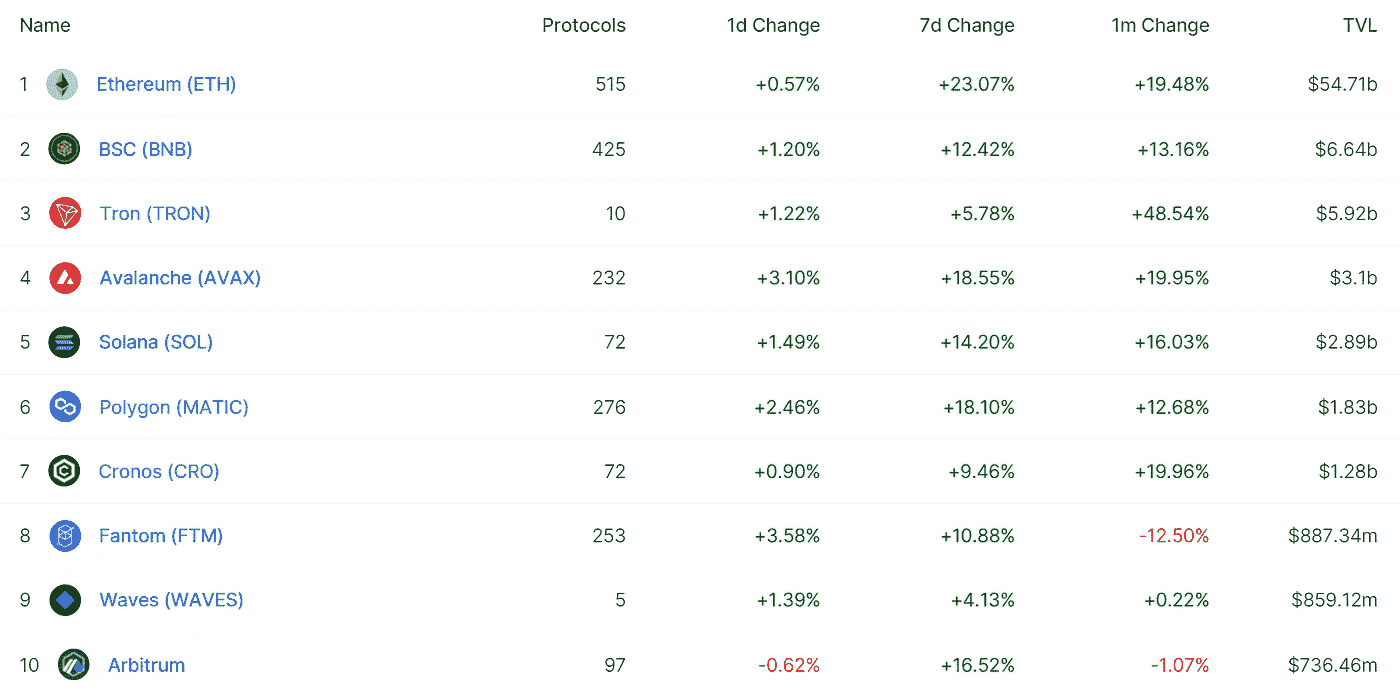 Name Protocols 1d Change 7d Change 1m Change TVL
1 Ethereum (ETH) 515 +0.57% +23.07% +19.48% $54.71b
2 BSC (BNB) 425 +1.20% +12.42% +13.16% $6.64b
3 Tron (TRON) 10 +1.22% +5.78% +48.54% $5.92b
4 Avalanche (AVAX) 232 +3.10% +18.55% +19.95% $3.1b
5 Solana (SOL) 72 +1.49% +14.20% +16.03% $2.89b
6 Polygon (MATIC) 276 +2.46% +18.10% +12.68% $1.83b
7 Cronos (CRO) 72 +0.90% +9.46% +19.96% $1.28b
8 Fantom (FTM) 253 +3.58% +10.88% -12.50% $887.34m
9 Waves (WAVES) 5 +1.39% +4.13% +0.22% $859.12m
10 Arbitrum 97 -0.62% +16.52% -1.07% $736.46m